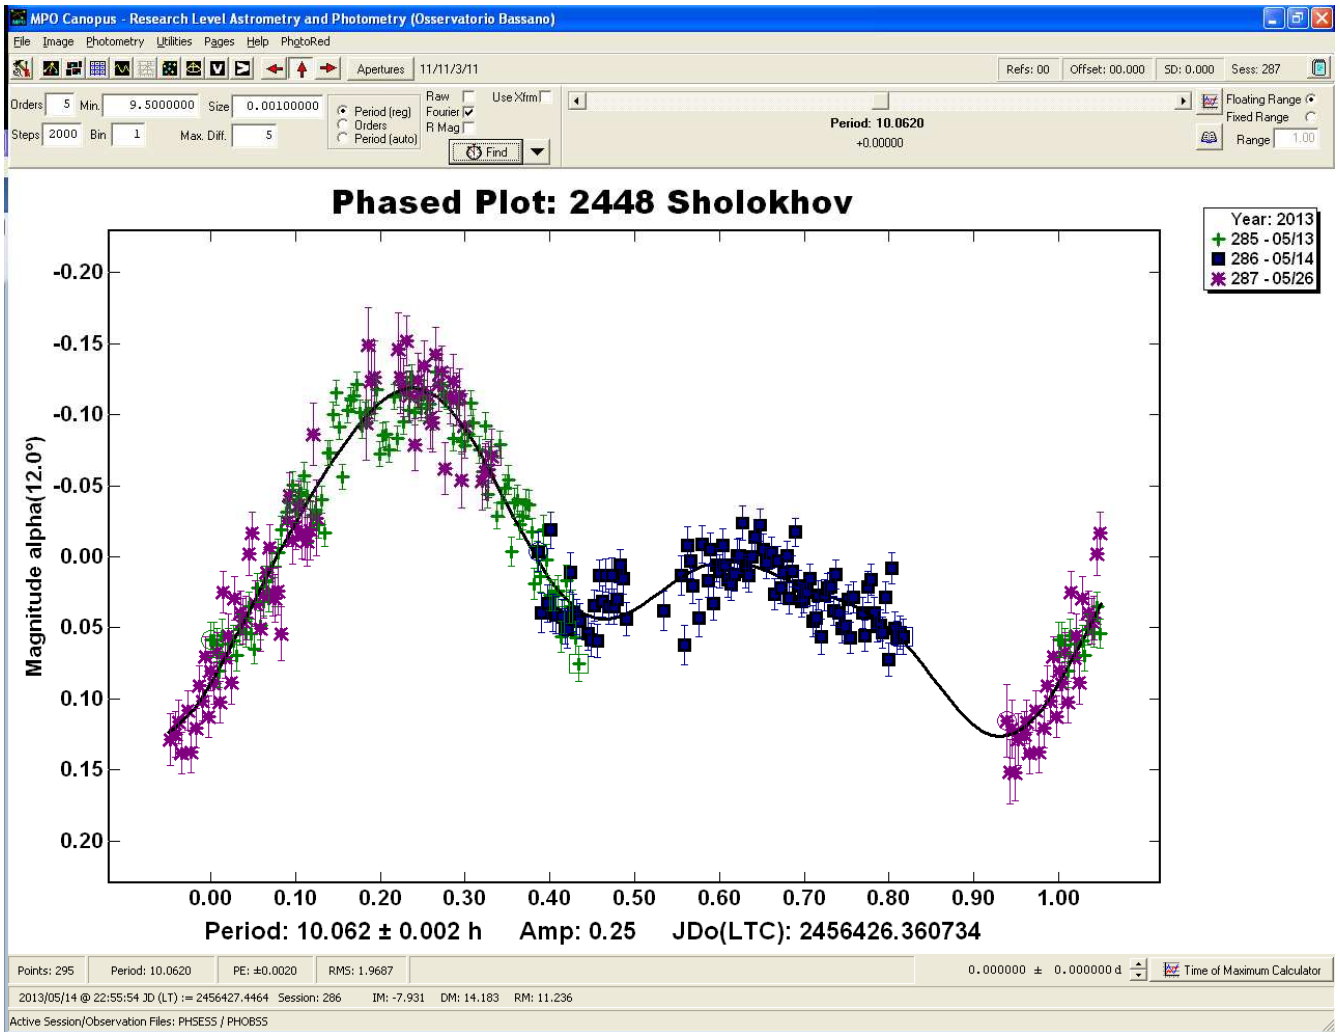 MPO Canopus - Research Level Astrometry and Photometry (Osservatorio Bassano)
File Image Photometry Utilities Pages Help PhotoRed
Apertures 11/11/3/11 Refs: 00 Offset: 00.000 SD: 0.000 Sess: 287
Orders 5 Min. 9.5000000 Size 0.00100000
Steps 2000 Bin 1 Max. Diff. 5
Period (reg)
Orders
Period (auto)
Raw Use Xfrm
Fourier
R Mag
Find
Period: 10.0620
+0.00000
Floating Range
Fixed Range
Range 1.00
Phased Plot: 2448 Sholokhov
Year: 2013
285 - 05/13
286 - 05/14
287 - 05/26
Magnitude alpha(12.0°)
-0.20
-0.15
-0.10
-0.05
0.00
0.05
0.10
0.15
0.20
0.00 0.10 0.20 0.30 0.40 0.50 0.60 0.70 0.80 0.90 1.00
Period: 10.062 ± 0.002 h Amp: 0.25 JDo(LTC): 2456426.360734
Points: 295 Period: 10.0620 PE: ±0.0020 RMS: 1.9687 0.000000 ± 0.000000 d Time of Maximum Calculator
2013/05/14 @ 22:55:54 JD (LT) := 2456427.4464 Session: 286 IM: -7.931 DM: 14.183 RM: 11.236
Active Session/Observation Files: PHSESS / PHOBSS